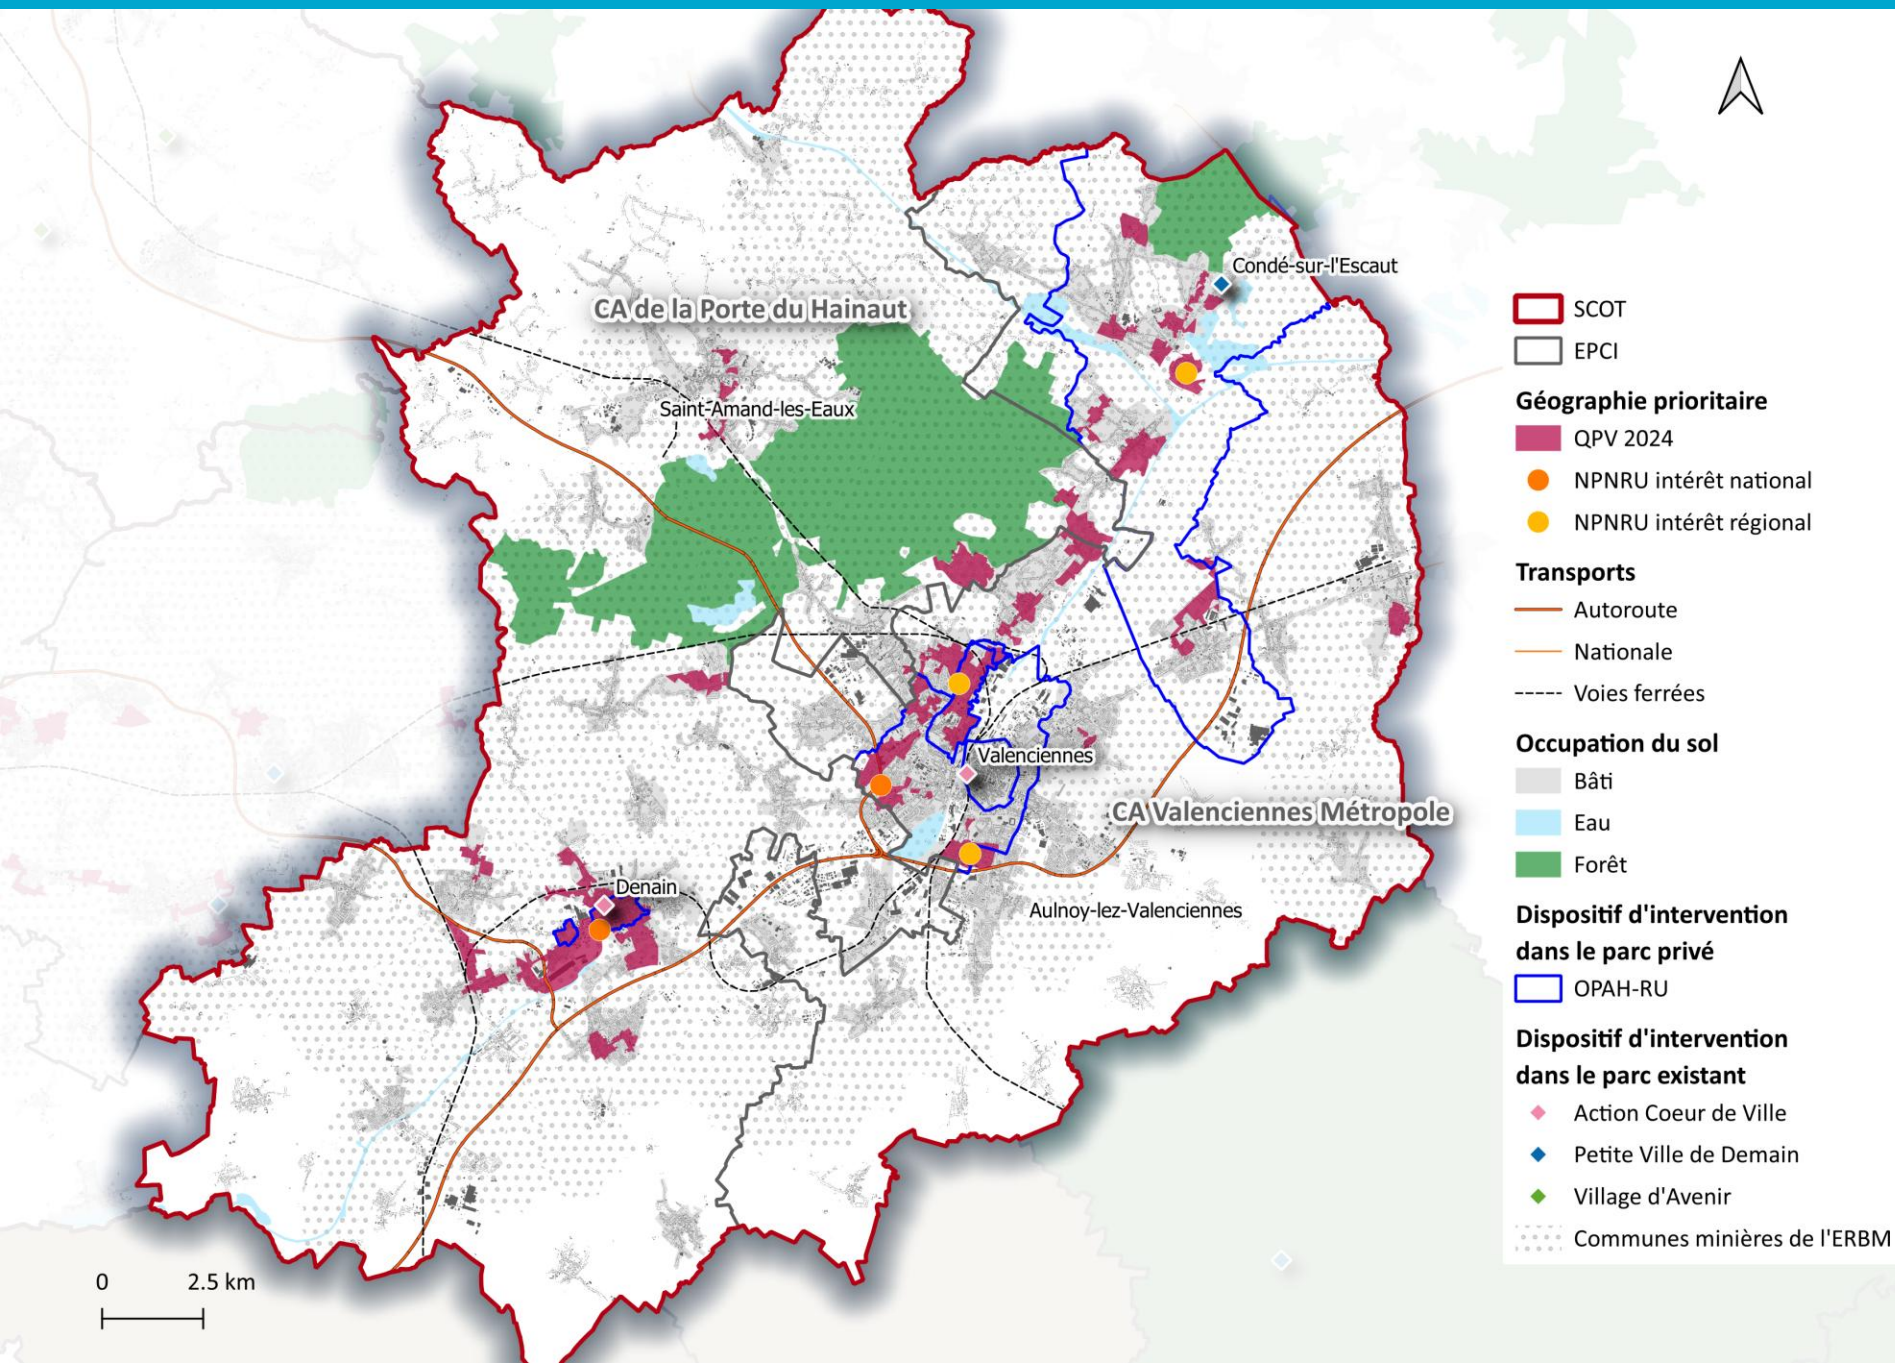 Condé-sur-l'Escaut
CA de la Porte du Hainaut
Saint-Amand-les-Eaux
Valenciennes
CA Valenciennes Métropole
Denain
Aulnoy-lez-Valenciennes
0 2.5 km
SCOT
EPCI
Géographie prioritaire
QPV 2024
NPNRU intérêt national
NPNRU intérêt régional
Transports
Autoroute
Nationale
Voies ferrées
Occupation du sol
Bâti
Eau
Forêt
Dispositif d'intervention
dans le parc privé
OPAH-RU
Dispositif d'intervention
dans le parc existant
Action Coeur de Ville
Petite Ville de Demain
Village d'Avenir
Communes minières de l'ERBM